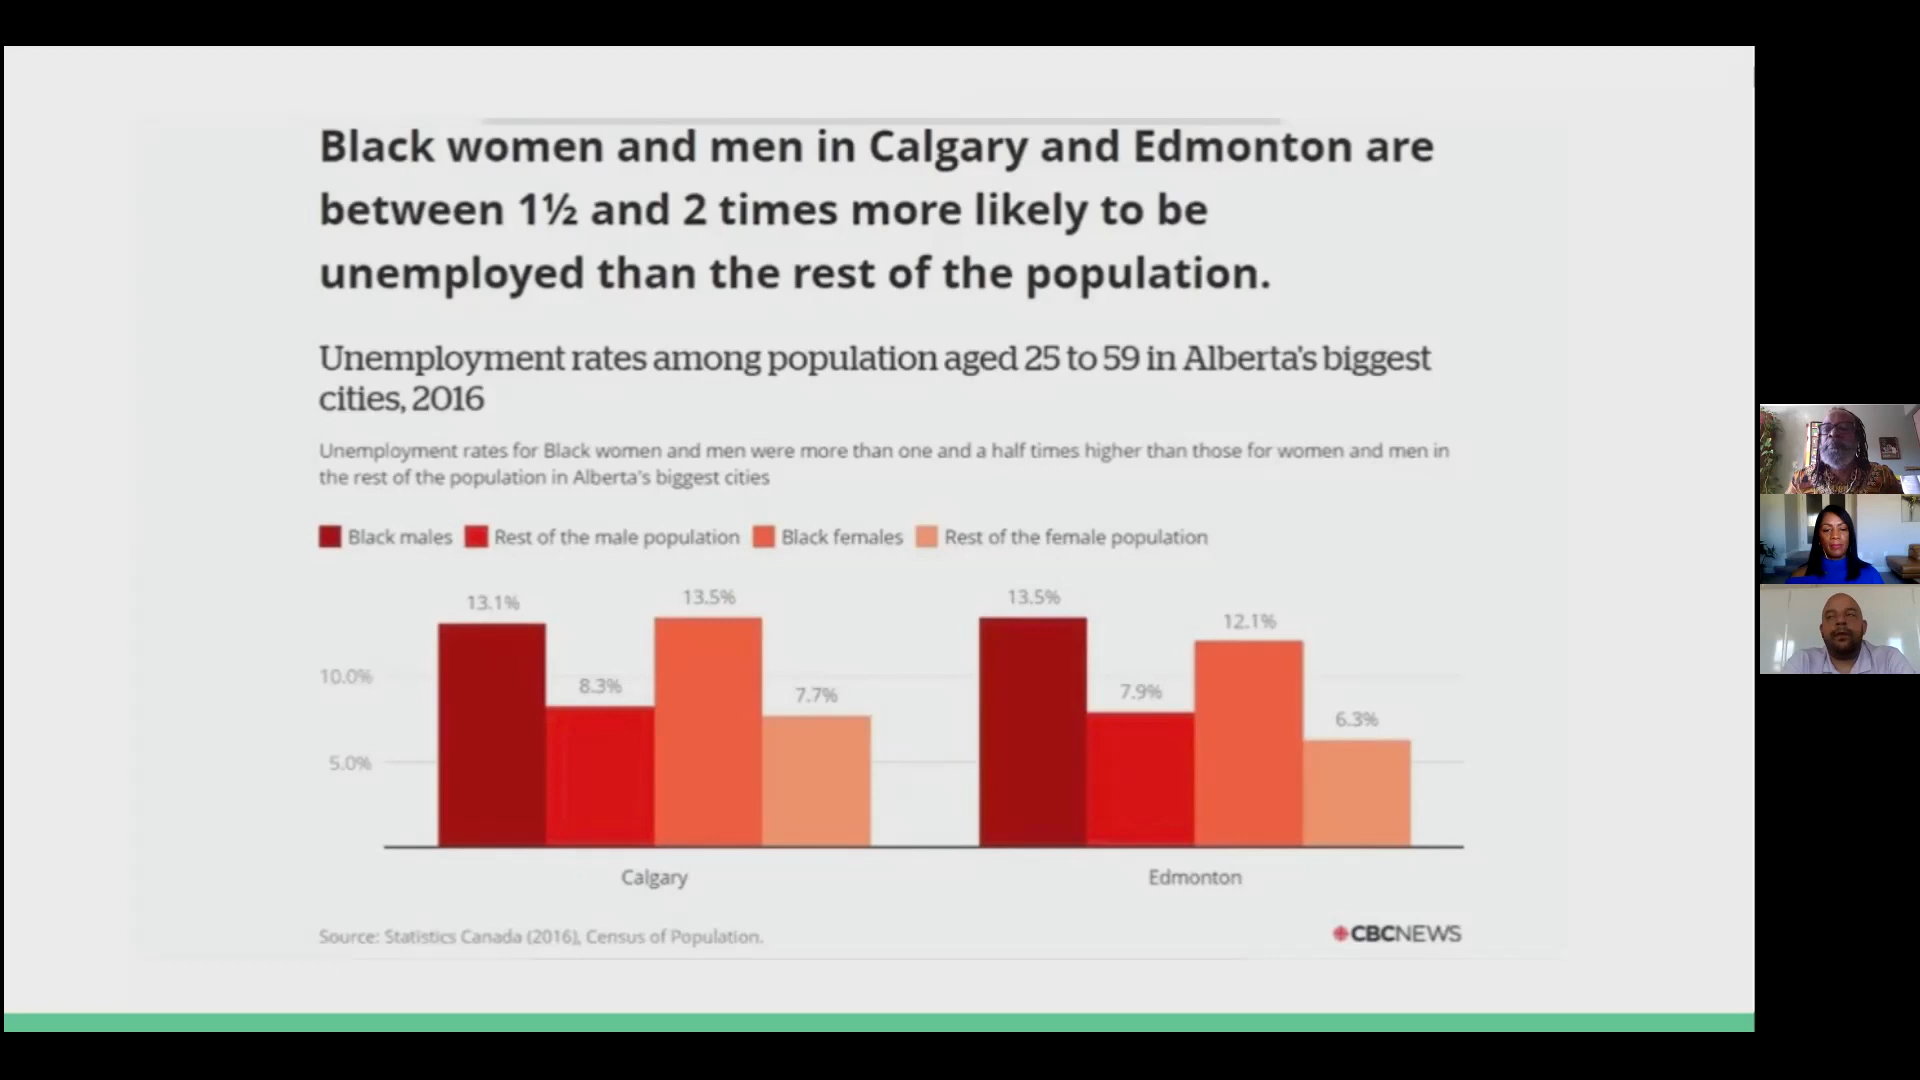 Black women and men in Calgary and Edmonton are
between 1½ and 2 times more likely to be
unemployed than the rest of the population.
Unemployment rates among population aged 25 to 59 in Alberta's biggest
cities, 2016
Unemployment rates for Black women and men were more than one and a half times higher than those for women and men in
the rest of the population in Alberta's biggest cities
Black males Rest of the male population Black females Rest of the female population
13.1% 13.5% 13.5% 12.1%
10.0% 8.3% 7.7% 7.9% 6.3%
5.0%
Calgary Edmonton
Source: Statistics Canada (2016), Census of Population.
CBCNEWS